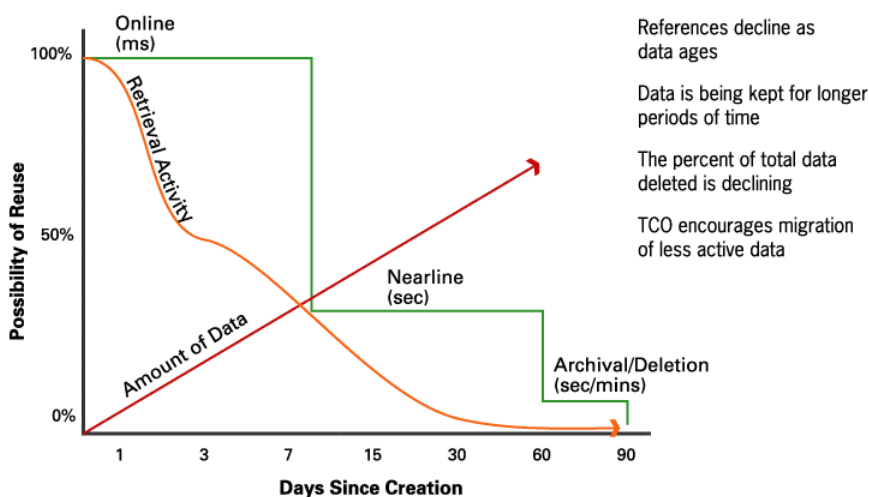 Online
(ms)
100%
50%
0%
Possibility of Reuse
Retrieval Activity
Amount of Data
Nearline
(sec)
Archival/Deletion
(sec/mins)
1 3 7 15 30 60 90
Days Since Creation
References decline as
data ages
Data is being kept for longer
periods of time
The percent of total data
deleted is declining
TCO encourages migration
of less active data